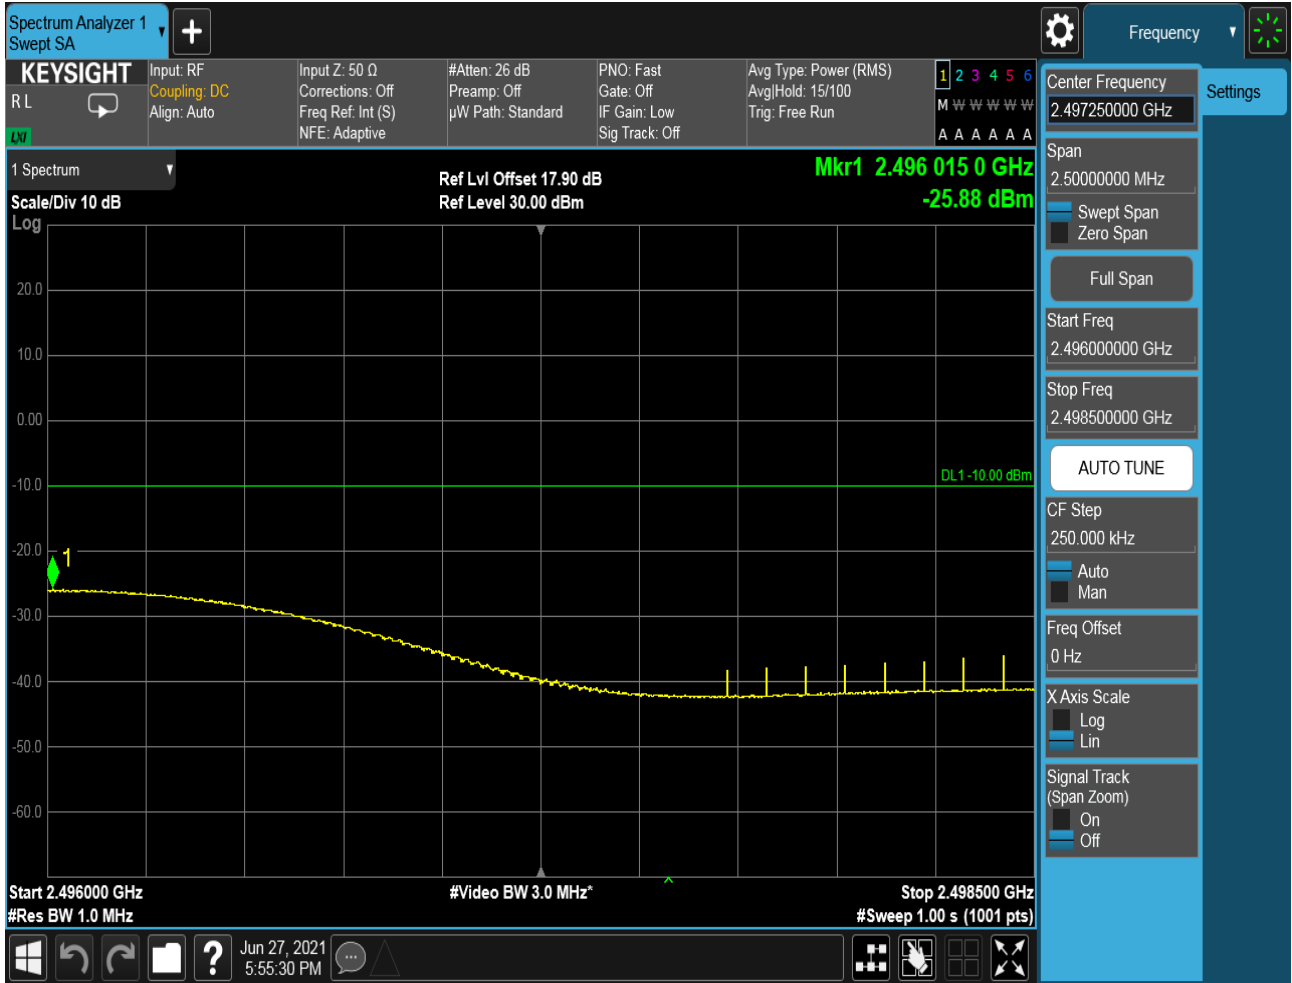 Spectrum Analyzer 1
Swept SA
Frequency
KEYSIGHT
R L
LXI
Input: RF
Coupling: DC
Align: Auto
Input Z: 50 Ω
Corrections: Off
Freq Ref: Int (S)
NFE: Adaptive
#Atten: 26 dB
Preamp: Off
µW Path: Standard
PNO: Fast
Gate: Off
IF Gain: Low
Sig Track: Off
Avg Type: Power (RMS)
Avg|Hold: 15/100
Trig: Free Run
1 2 3 4 5 6
M W W W W W
A A A A A A
1 Spectrum
Scale/Div 10 dB
Log
Ref Lvl Offset 17.90 dB
Ref Level 30.00 dBm
Mkr1 2.496 015 0 GHz
-25.88 dBm
20.0
10.0
0.00
-10.0
DL1 -10.00 dBm
-20.0
1
-30.0
-40.0
-50.0
-60.0
Start 2.496000 GHz
#Res BW 1.0 MHz
#Video BW 3.0 MHz*
Stop 2.498500 GHz
#Sweep 1.00 s (1001 pts)
Center Frequency
2.497250000 GHz
Settings
Span
2.50000000 MHz
Swept Span
Zero Span
Full Span
Start Freq
2.496000000 GHz
Stop Freq
2.498500000 GHz
AUTO TUNE
CF Step
250.000 kHz
Auto
Man
Freq Offset
0 Hz
X Axis Scale
Log
Lin
Signal Track
(Span Zoom)
On
Off
?
Jun 27, 2021
5:55:30 PM